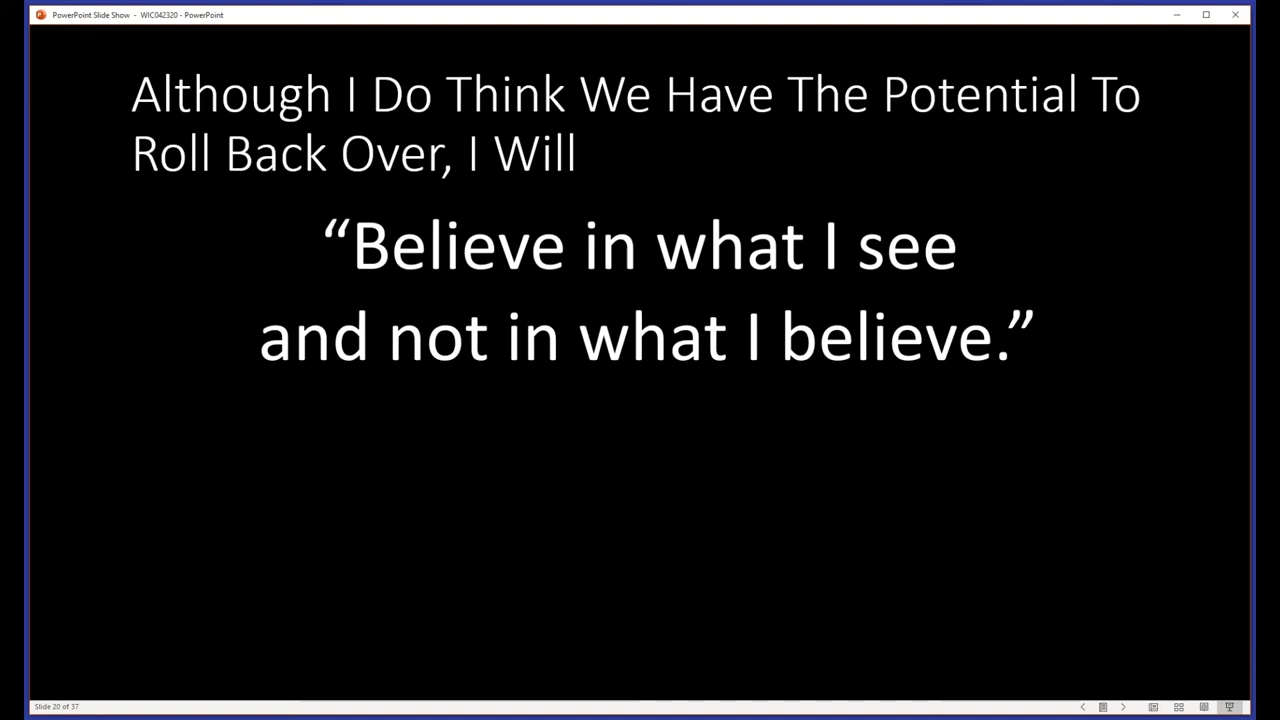 PowerPoint Slide Show - WIC042320 - PowerPoint
Although I Do Think We Have The Potential To
Roll Back Over, I Will
“Believe in what I see
and not in what I believe.”
Slide 20 of 37